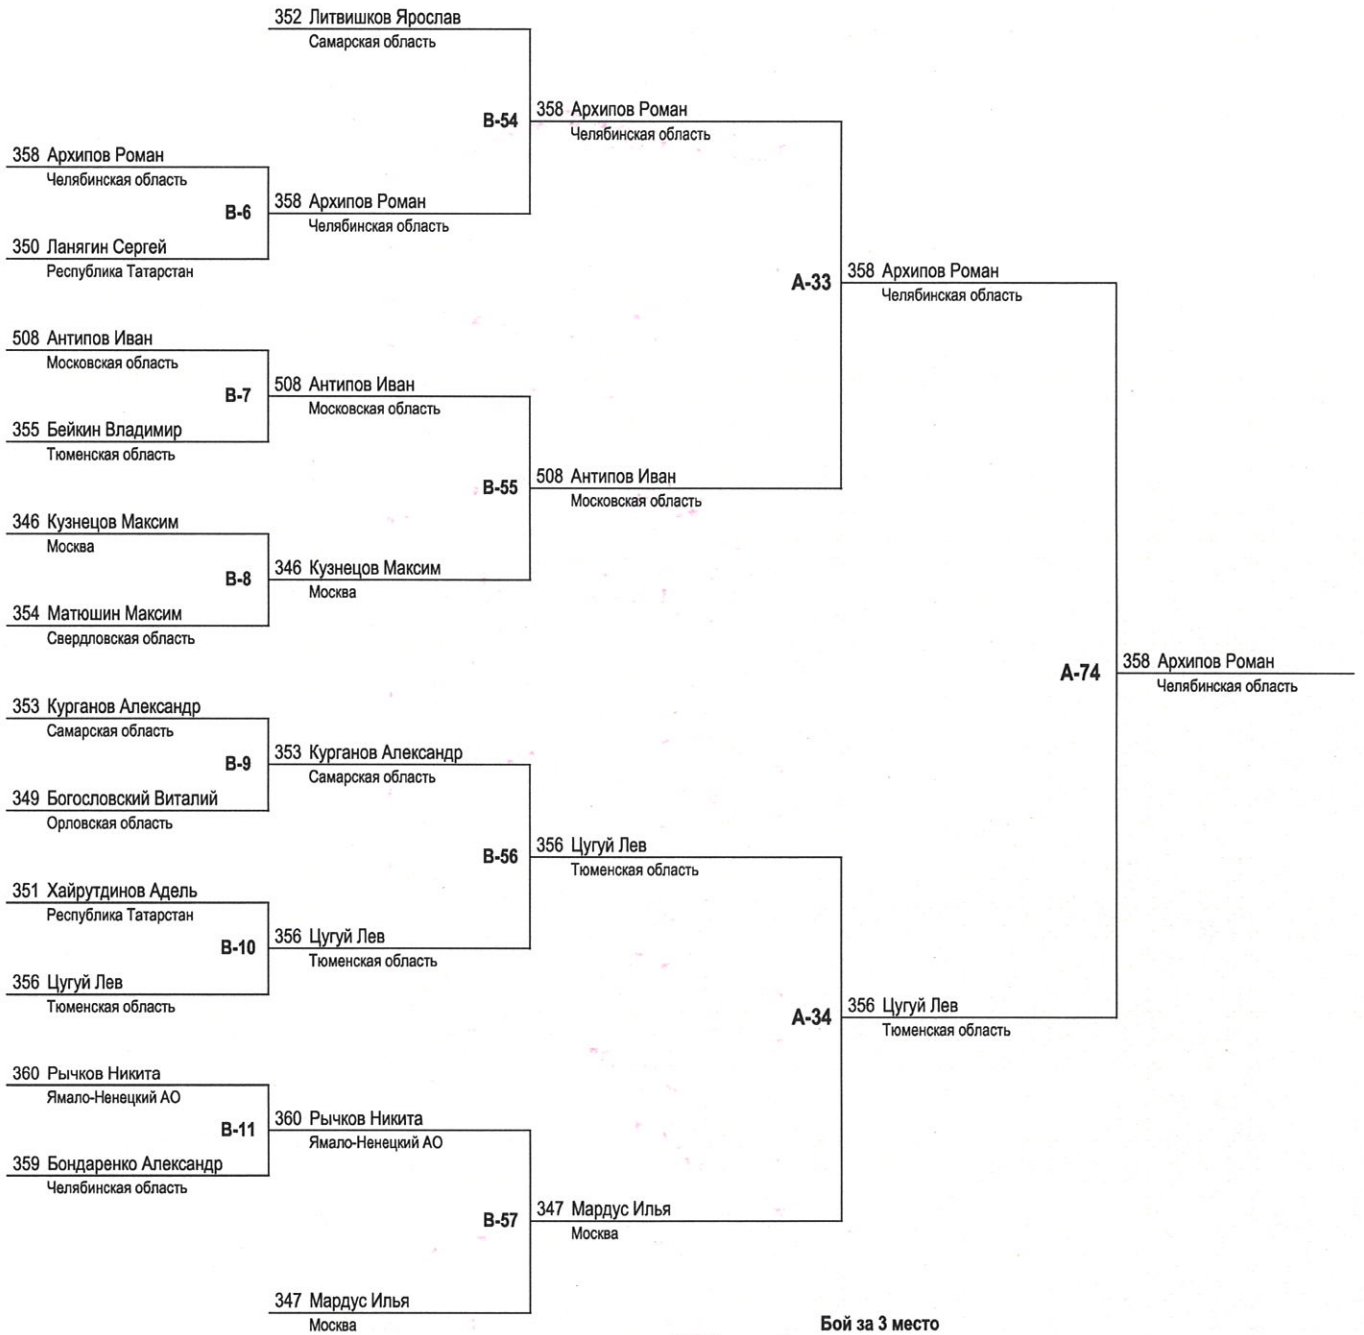 352 Литвишков Ярослав
Самарская область
B-54
358 Архипов Роман
Челябинская область
358 Архипов Роман
Челябинская область
B-6
358 Архипов Роман
Челябинская область
350 Ланягин Сергей
Республика Татарстан
A-33
358 Архипов Роман
Челябинская область
508 Антипов Иван
Московская область
B-7
508 Антипов Иван
Московская область
355 Бейкин Владимир
Тюменская область
B-55
508 Антипов Иван
Московская область
346 Кузнецов Максим
Москва
B-8
346 Кузнецов Максим
Москва
354 Матюшин Максим
Свердловская область
A-74
358 Архипов Роман
Челябинская область
353 Курганов Александр
Самарская область
B-9
353 Курганов Александр
Самарская область
349 Богословский Виталий
Орловская область
B-56
356 Цугуй Лев
Тюменская область
351 Хайрутдинов Адель
Республика Татарстан
B-10
356 Цугуй Лев
Тюменская область
356 Цугуй Лев
Тюменская область
A-34
356 Цугуй Лев
Тюменская область
360 Рычков Никита
Ямало-Ненецкий АО
B-11
360 Рычков Никита
Ямало-Ненецкий АО
359 Бондаренко Александр
Челябинская область
B-57
347 Мардус Илья
Москва
347 Мардус Илья
Москва
Бой за 3 место